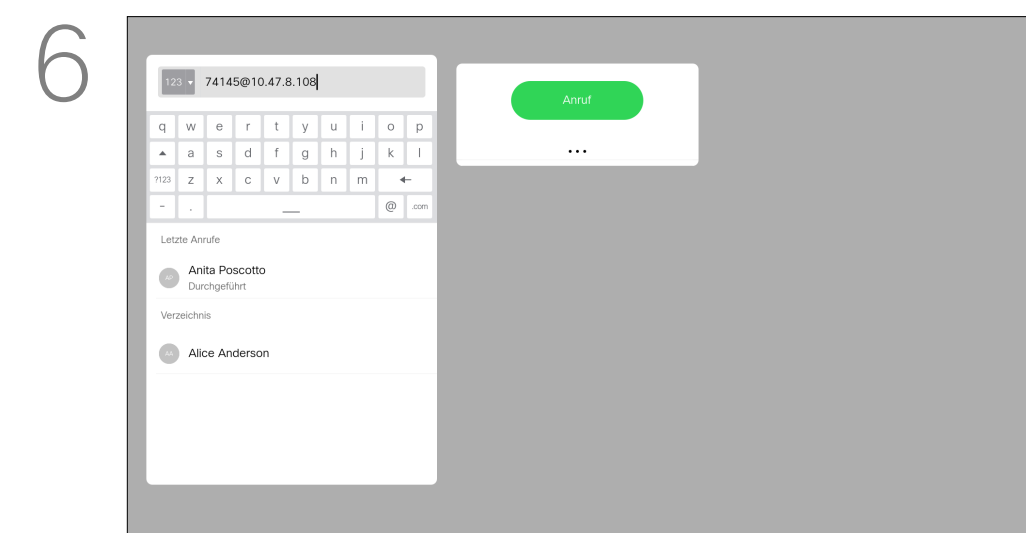 6
123 74145@10.47.8.108
Anruf
q w e r t y u i o p
a s d f g h j k l
?123 z x c v b n m
- . @ .com
Letzte Anrufe
AP Anita Poscotto
Durchgeführt
Verzeichnis
AA Alice Anderson